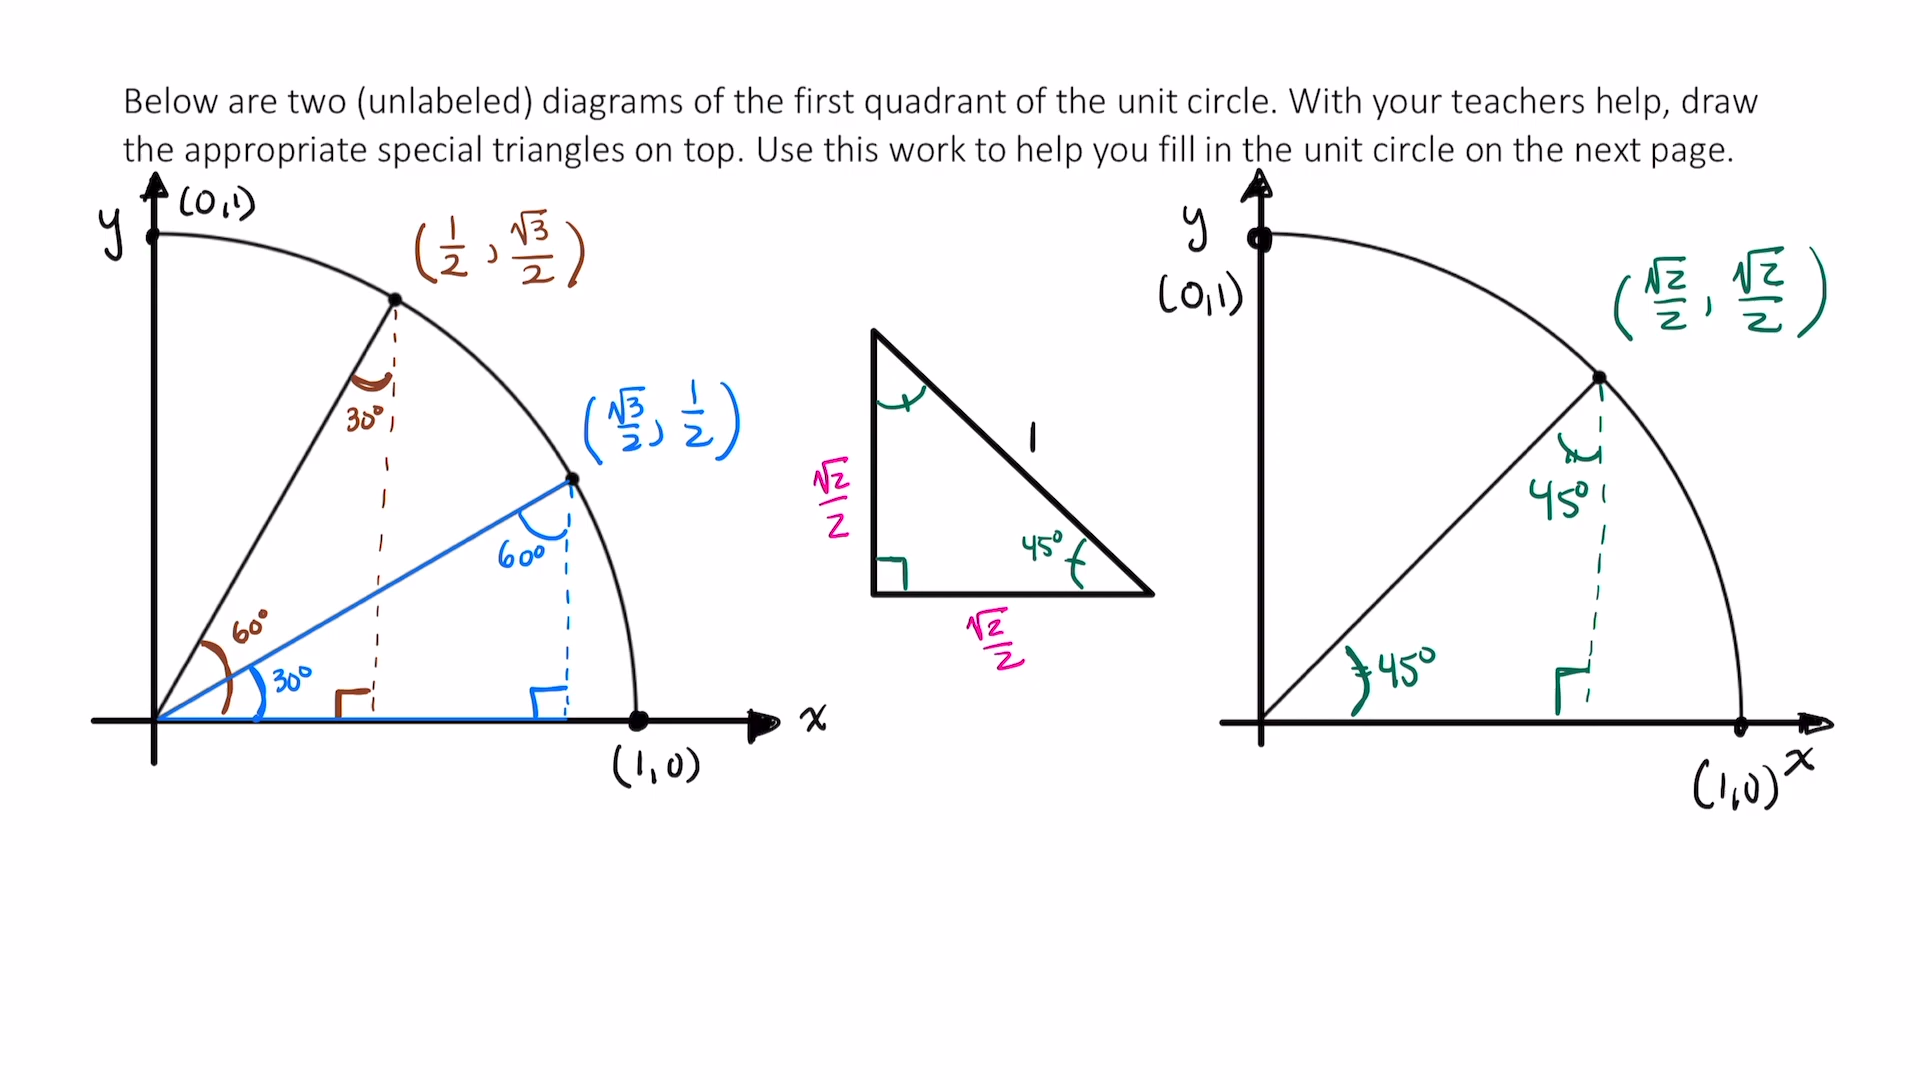 Below are two (unlabeled) diagrams of the first quadrant of the unit circle. With your teachers help, draw
the appropriate special triangles on top. Use this work to help you fill in the unit circle on the next page.
y
(0,1)
(1/2, √3/2)
(√3/2, 1/2)
30°
60°
60°
30°
x
(1,0)
1
√2/2
45°
√2/2
y
(0,1)
(√2/2, √2/2)
45°
45°
x
(1,0)